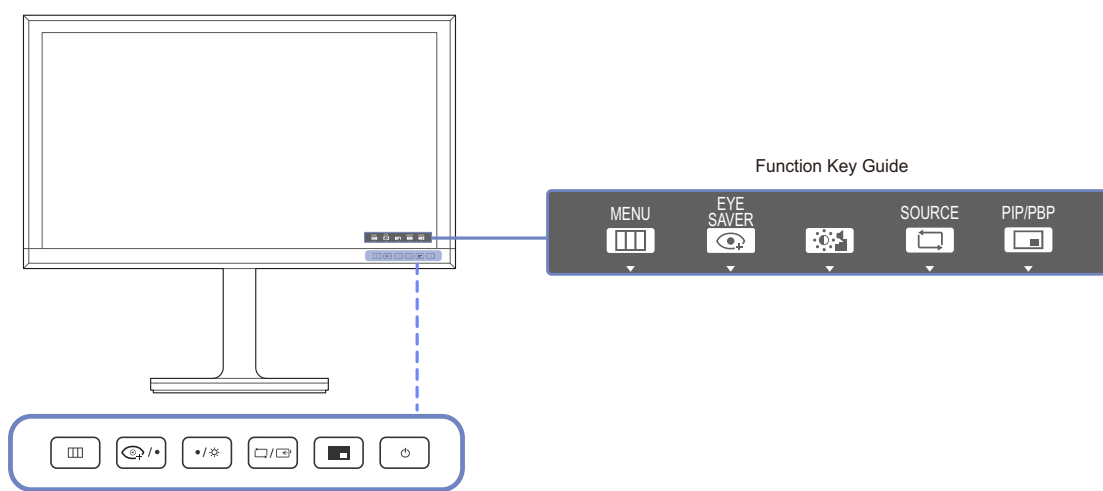 Function Key Guide
MENU
EYE
SAVER
SOURCE
PIP/PBP